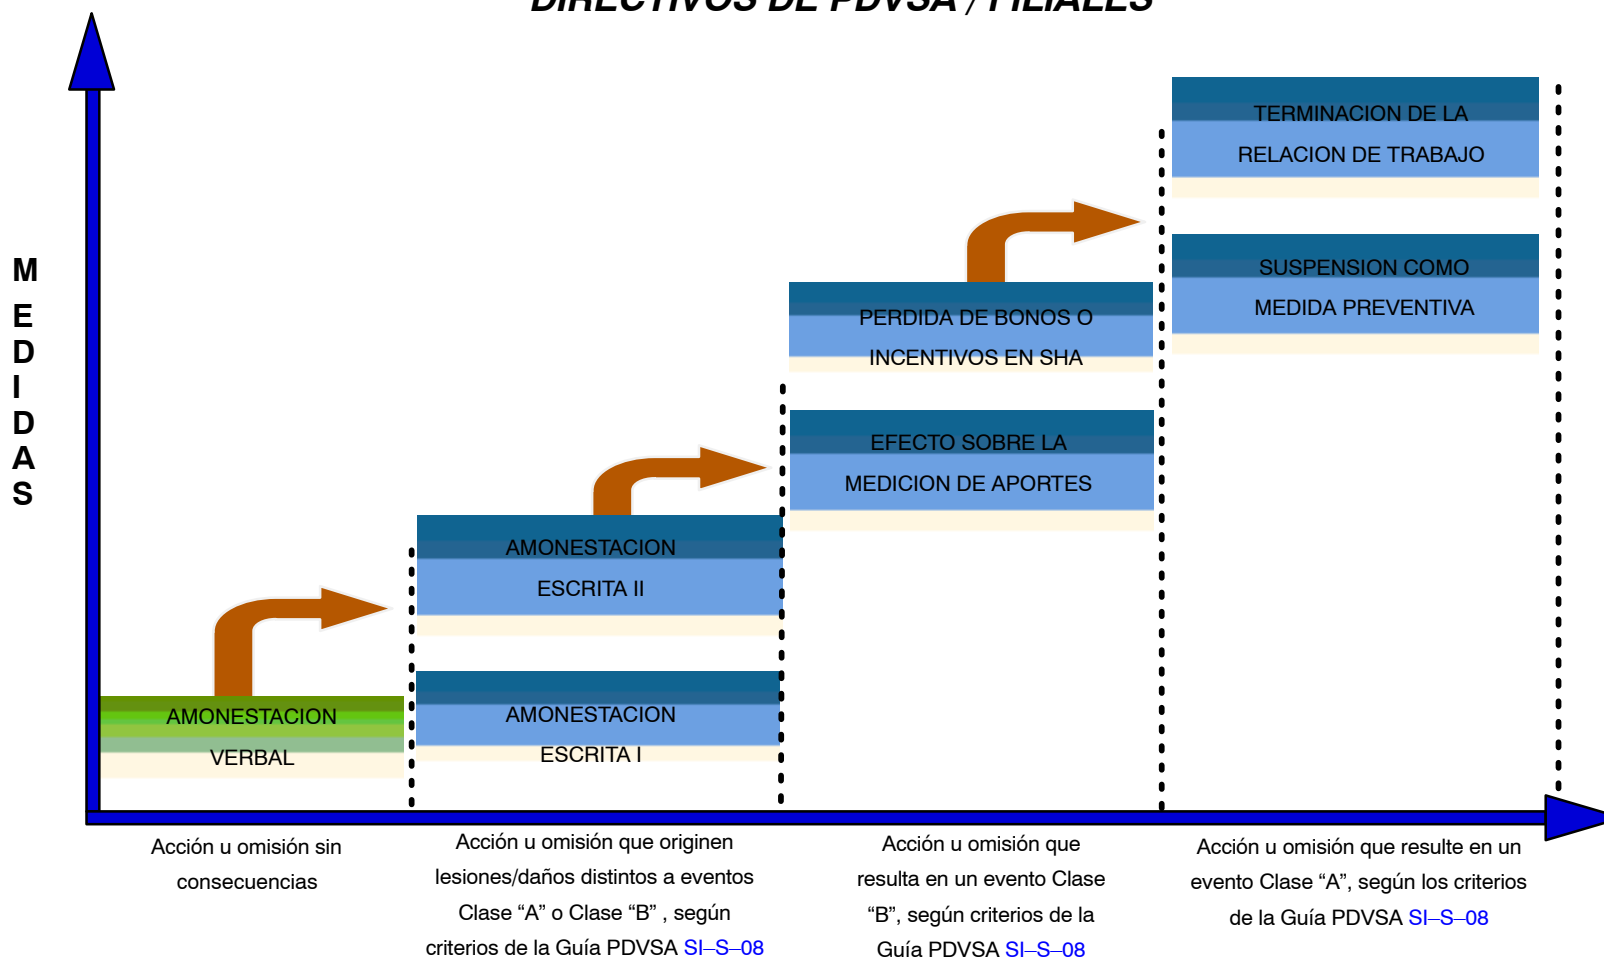 DIRECTIVOS DE PDVSA / FILIALES
M
E
D
I
D
A
S
TERMINACION DE LA
RELACION DE TRABAJO
SUSPENSION COMO
MEDIDA PREVENTIVA
PERDIDA DE BONOS O
INCENTIVOS EN SHA
EFECTO SOBRE LA
MEDICION DE APORTES
AMONESTACION
ESCRITA II
AMONESTACION
ESCRITA I
AMONESTACION
VERBAL
Acción u omisión sin
consecuencias
Acción u omisión que originen
lesiones/daños distintos a eventos
Clase “A” o Clase “B” , según
criterios de la Guía PDVSA SI–S–08
Acción u omisión que
resulta en un evento Clase
“B”, según criterios de la
Guía PDVSA SI–S–08
Acción u omisión que resulte en un
evento Clase “A”, según los criterios
de la Guía PDVSA SI–S–08